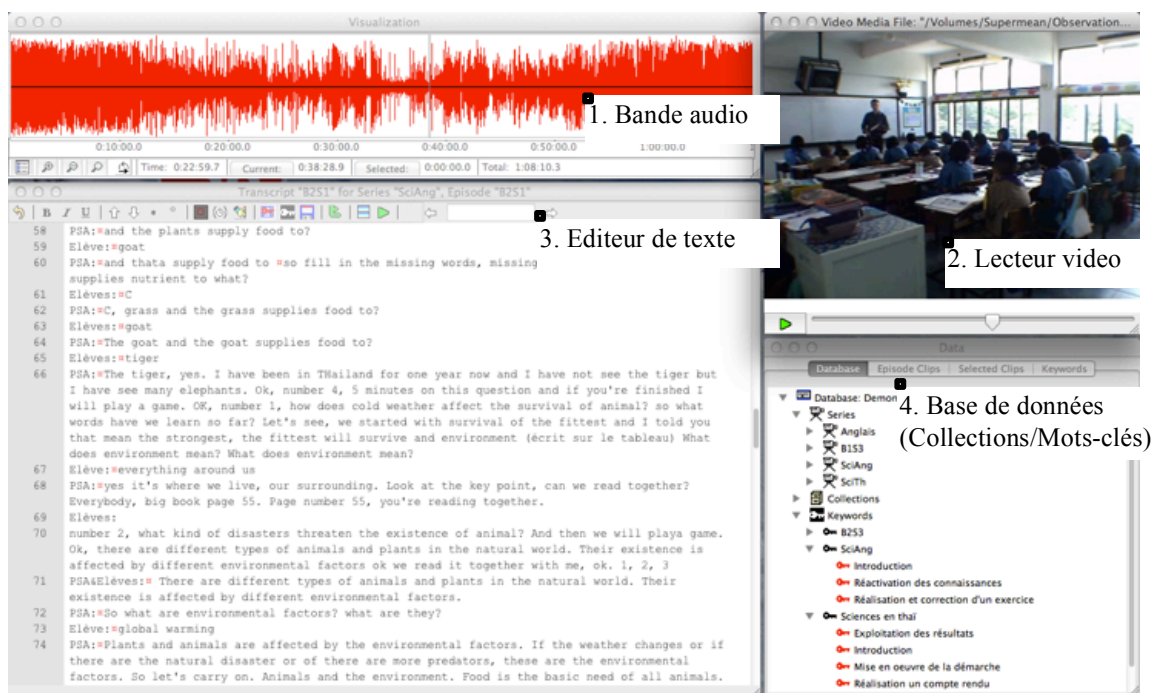 Visualization
1. Bande audio
0:10:00.0 0:20:00.0 0:30:00.0 0:40:00.0 0:50:00.0 1:00:00.0
Time: 0:22:59.7 Current: 0:38:28.9 Selected: 0:00:00.0 Total: 1:08:10.3
Video Media File: "/Volumes/Supermean/Observation...
2. Lecteur video
Transcript "B2S1" for Series "SciAng", Episode "B2S1"
B I U
3. Editeur de texte
58 PSA:¤and the plants supply food to?
59 Elève:¤goat
60 PSA:¤and thata supply food to ¤so fill in the missing words, missing
supplies nutrient to what?
61 Elèves:¤C
62 PSA:¤C, grass and the grass supplies food to?
63 Elèves:¤goat
64 PSA:¤The goat and the goat supplies food to?
65 Elèves:¤tiger
66 PSA:¤The tiger, yes. I have been in THailand for one year now and I have not see the tiger but
I have see many elephants. Ok, number 4, 5 minutes on this question and if you're finished I
will play a game. OK, number 1, how does cold weather affect the survival of animal? so what
words have we learn so far? Let's see, we started with survival of the fittest and I told you
that mean the strongest, the fittest will survive and environment (écrit sur le tableau) What
does environment mean? What does environment mean?
67 Elève:¤everything around us
68 PSA:¤yes it's where we live, our surrounding. Look at the key point, can we read together?
Everybody, big book page 55. Page number 55, you're reading together.
69 Elèves:
70 number 2, what kind of disasters threaten the existence of animal? And then we will playa game.
Ok, there are different types of animals and plants in the natural world. Their existence is
affected by different environmental factors ok we read it together with me, ok. 1, 2, 3
71 PSA&Elèves:¤ There are different types of animals and plants in the natural world. Their
existence is affected by different environmental factors.
72 PSA:¤So what are environmental factors? what are they?
73 Elève:¤global warming
74 PSA:¤Plants and animals are affected by the environmental factors. If the weather changes or if
there are the natural disaster or of there are more predators, these are the environmental
factors. So let's carry on. Animals and the environment. Food is the basic need of all animals.
Data
Database Episode Clips Selected Clips Keywords
Database: Demon
4. Base de données
(Collections/Mots-clés)
Series
Anglais
B1S3
SciAng
SciTh
Collections
Keywords
B2S3
SciAng
Introduction
Réactivation des connaissances
Réalisation et correction d'un exercice
Sciences en thaï
Exploitation des résultats
Introduction
Mise en oeuvre de la démarche
Réalisation un compte rendu